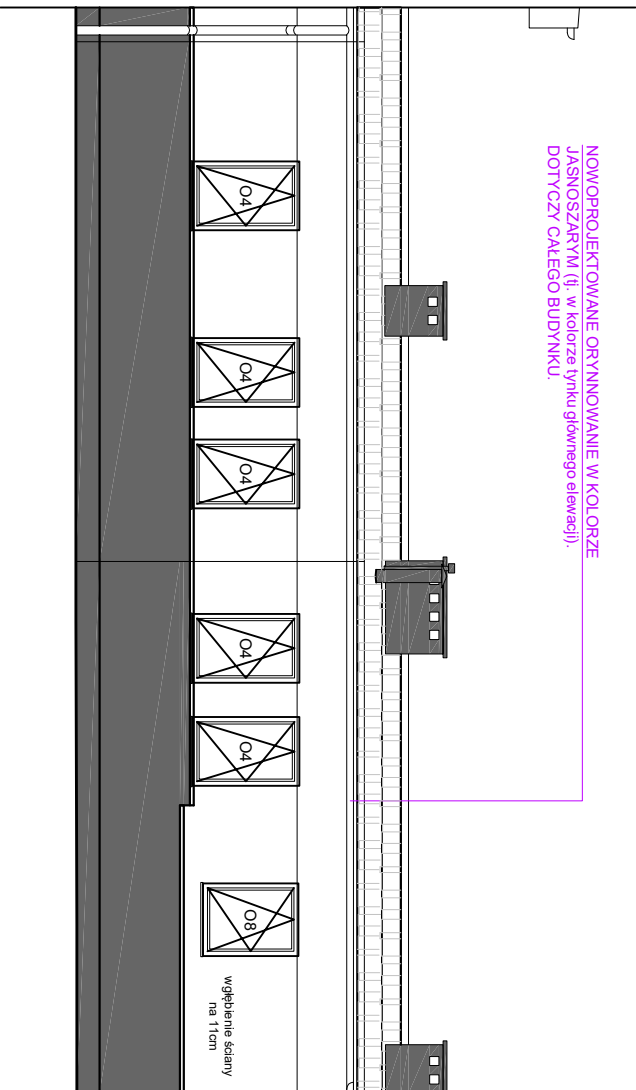 NOWOPROJEKTOWANE ORYNNOWANIE W KOLORZE
JASNOSZARYM (tj. w kolorze tynku głównego elewacji).
DOTYCZY CAŁEGO BUDYNKU.
O4
O4
O4
O4
O4
O8
wgłębienie ściany
na 11cm